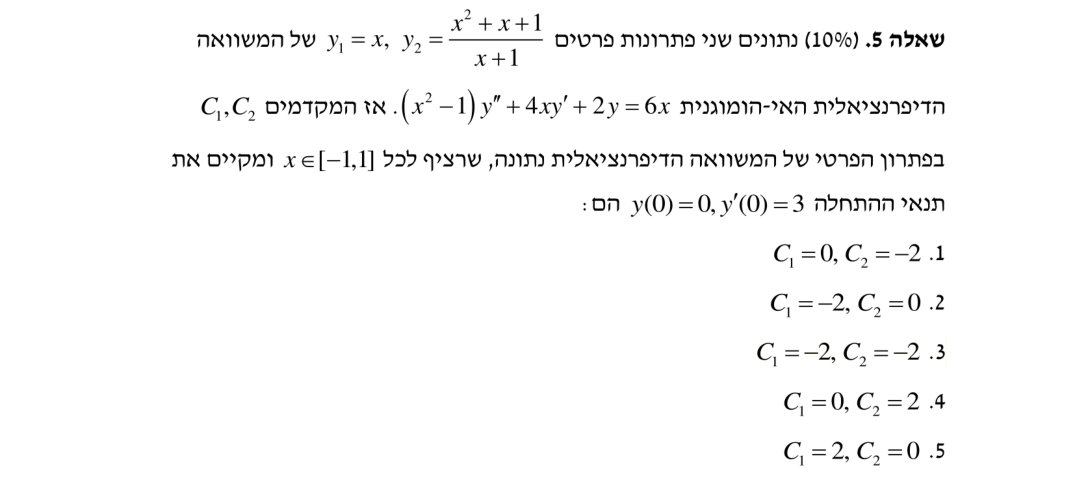 שאלה 5. (10%) נתונים שני פתרונות פרטים $y_1 = x, \; y_2 = \frac{x^2+x+1}{x+1}$ של המשוואה
הדיפרנציאלית האי-הומוגנית $(x^2-1)y''+4xy'+2y=6x$. אז המקדמים $C_1, C_2$
בפתרון הפרטי של המשוואה הדיפרנציאלית נתונה, שרציף לכל $x \in [-1,1]$ ומקיים את
תנאי ההתחלה $y(0)=0, y'(0)=3$ הם:
1. $C_1=0, C_2=-2$
2. $C_1=-2, C_2=0$
3. $C_1=-2, C_2=-2$
4. $C_1=0, C_2=2$
5. $C_1=2, C_2=0$